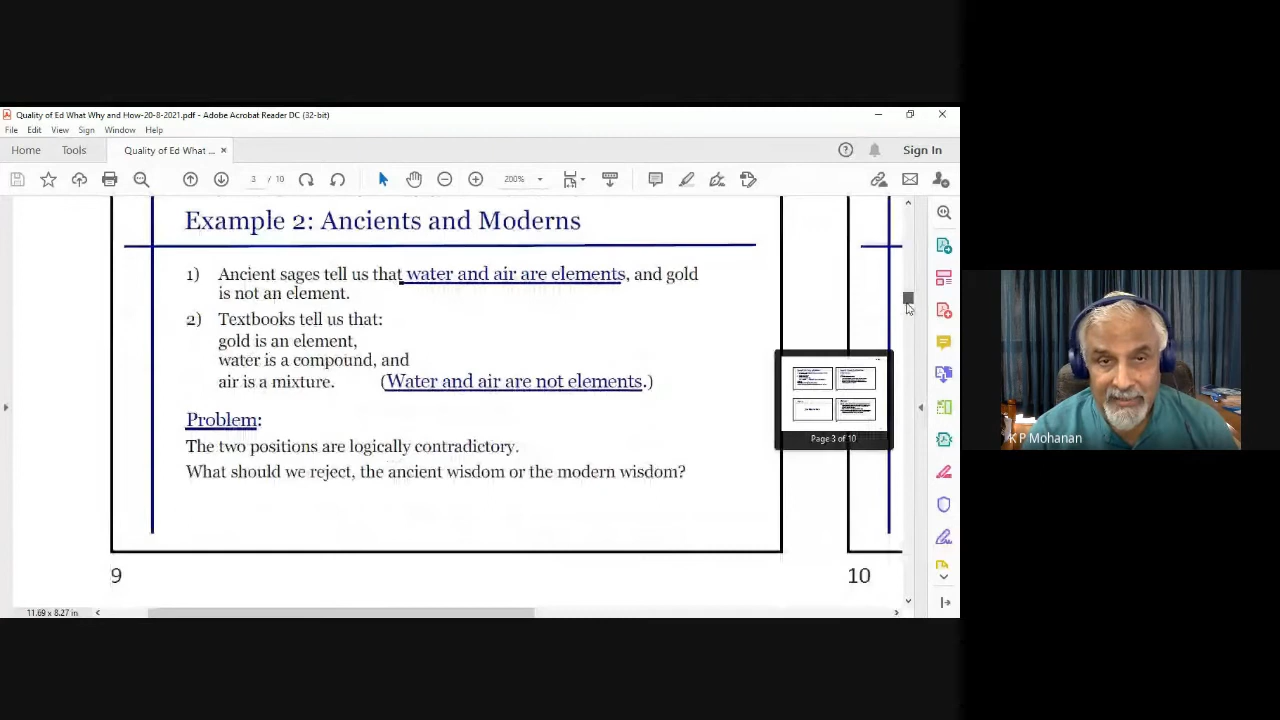 Quality of Ed What Why and How-20-8-2021.pdf - Adobe Acrobat Reader DC (32-bit)
File Edit View Sign Window Help
Home Tools Quality of Ed What ... × Sign In
3 / 10 200%
Example 2: Ancients and Moderns
1) Ancient sages tell us that water and air are elements, and gold
is not an element.
2) Textbooks tell us that:
gold is an element,
water is a compound, and
air is a mixture. (Water and air are not elements.)
Problem:
The two positions are logically contradictory.
What should we reject, the ancient wisdom or the modern wisdom?
Page 3 of 10
K P Mohanan
9 10
11.69 x 8.27 in